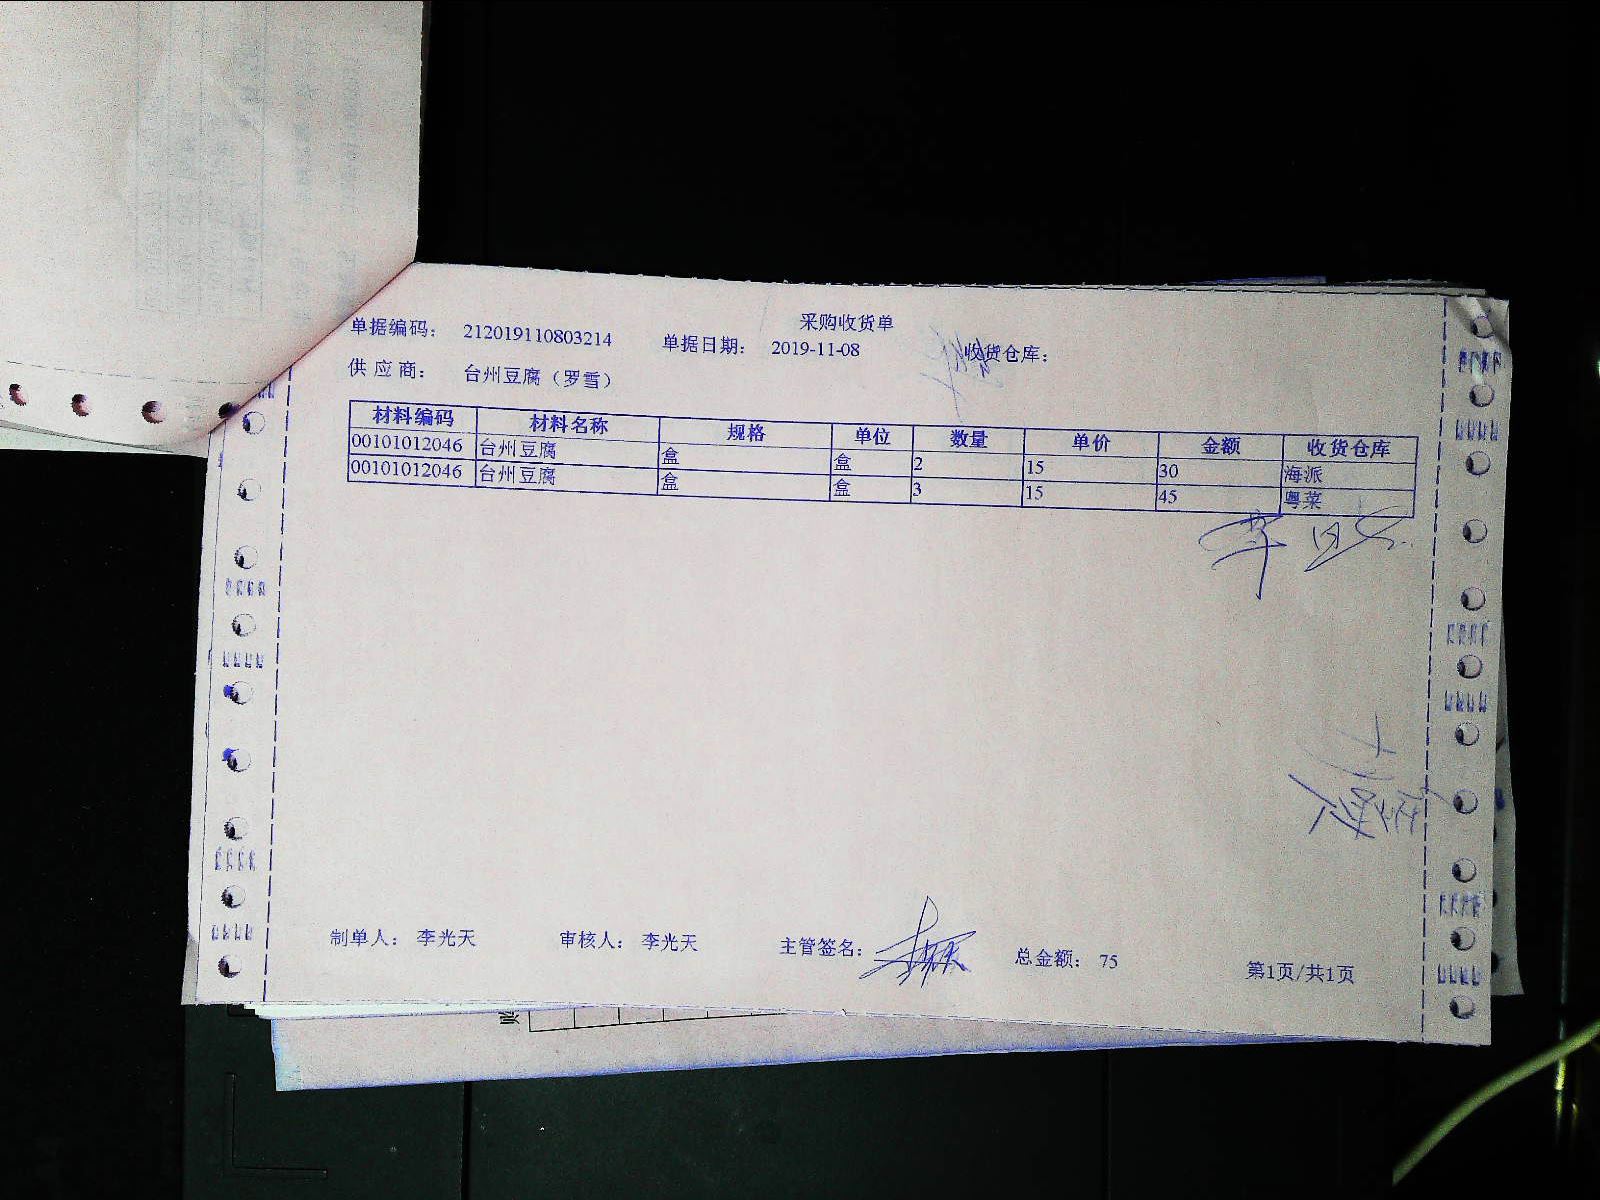 采购收货单
单据编码: 212019110803214 单据日期: 2019-11-08 收货仓库:
供应商: 台州豆腐（罗雪）
材料编码 材料名称 规格 单位 数量 单价 金额 收货仓库
00101012046 台州豆腐 盒 盒 2 15 30 海派
00101012046 台州豆腐 盒 盒 3 15 45 粤菜
制单人: 李光天 审核人: 李光天 主管签名: 总金额: 75 第1页/共1页